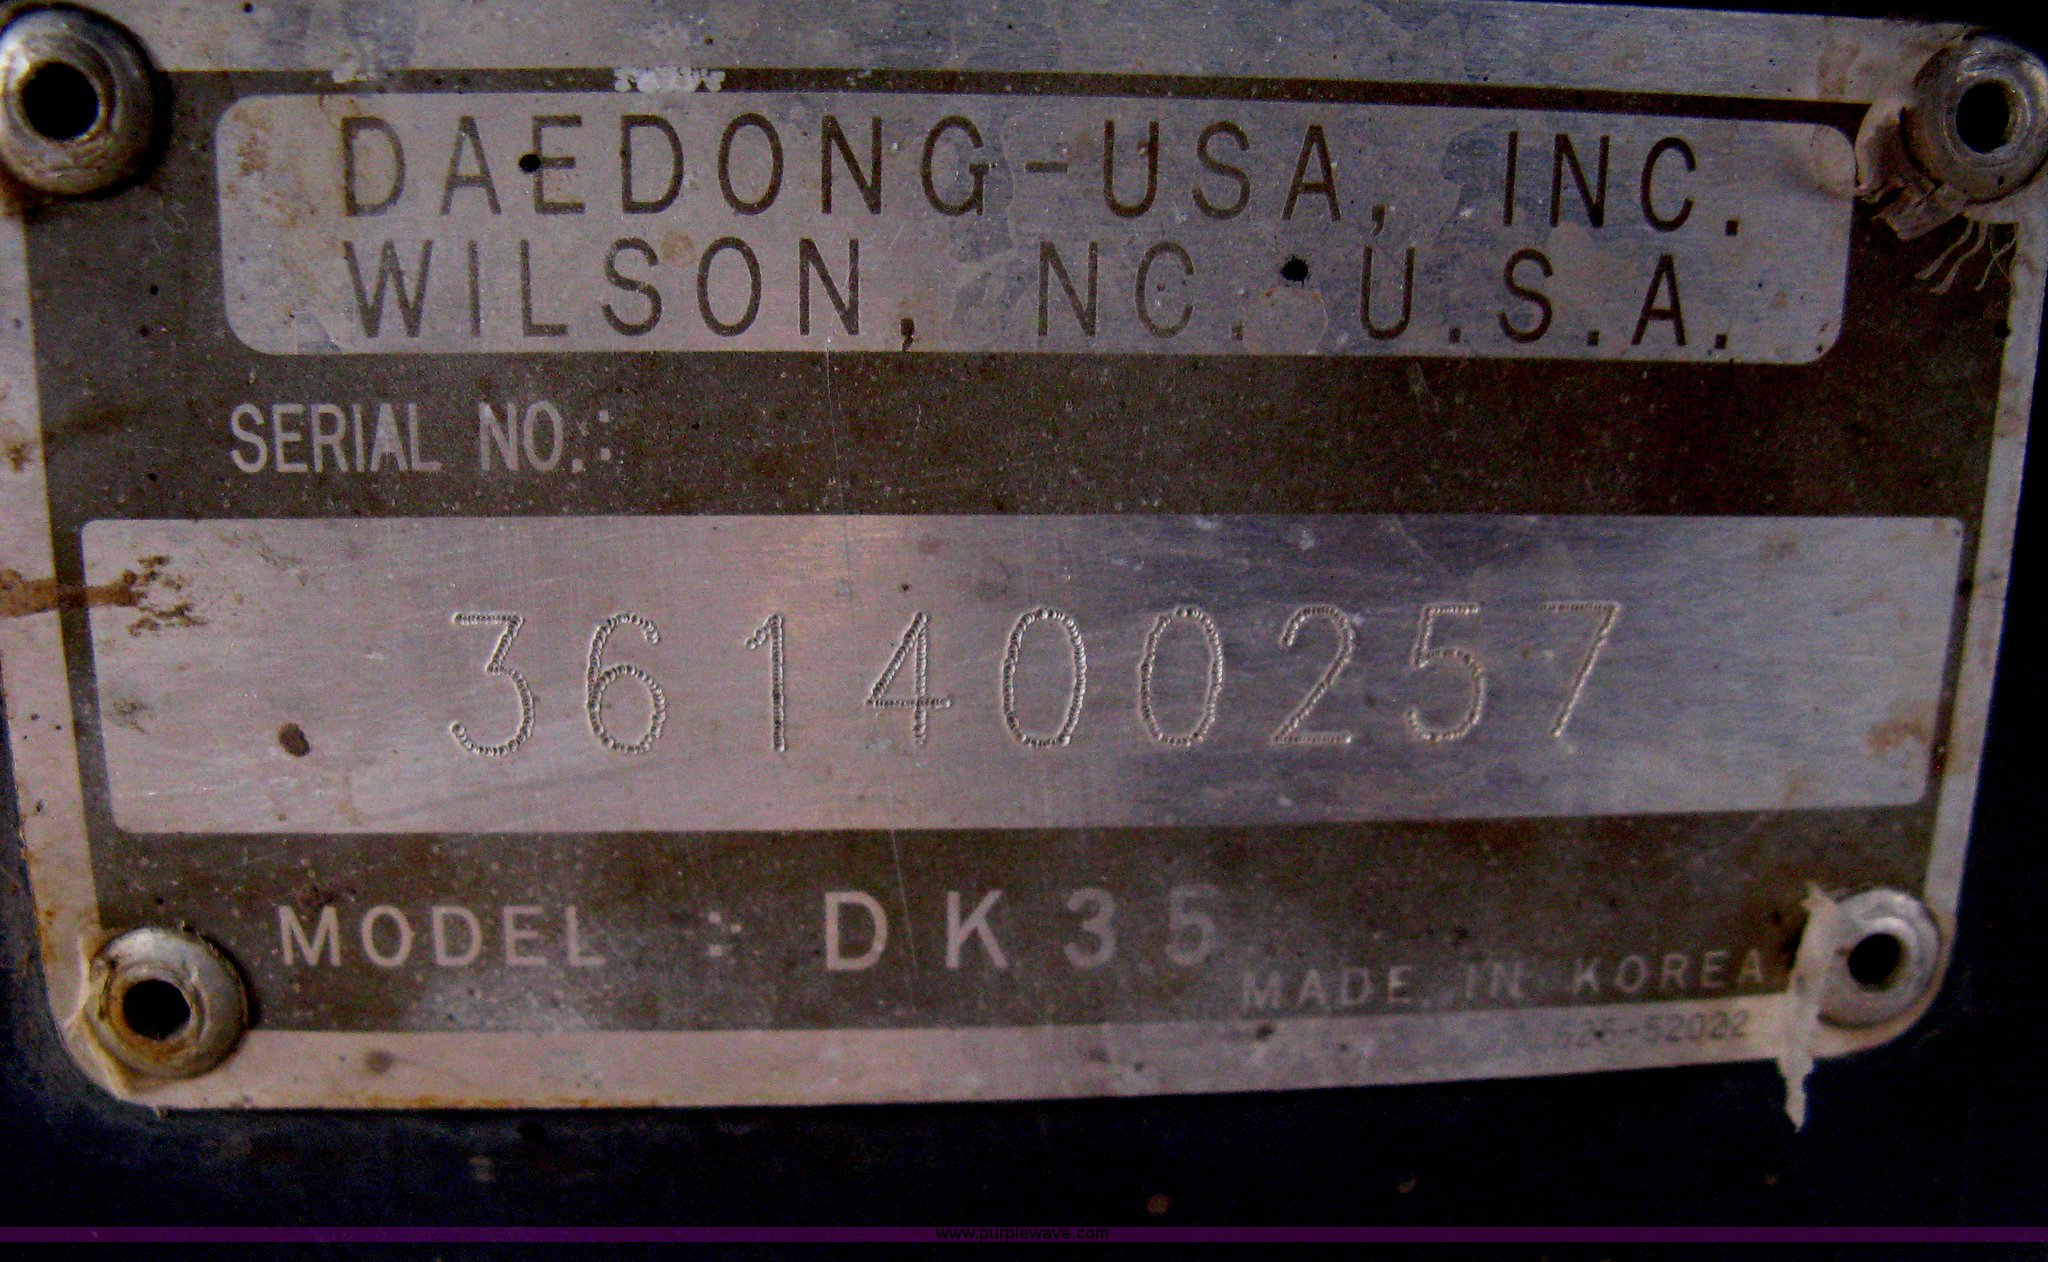 DAEDONG-USA, INC.
WILSON, NC. U.S.A.
SERIAL NO.:
361400257
MODEL : DK35
MADE IN KOREA
www.purplewave.com